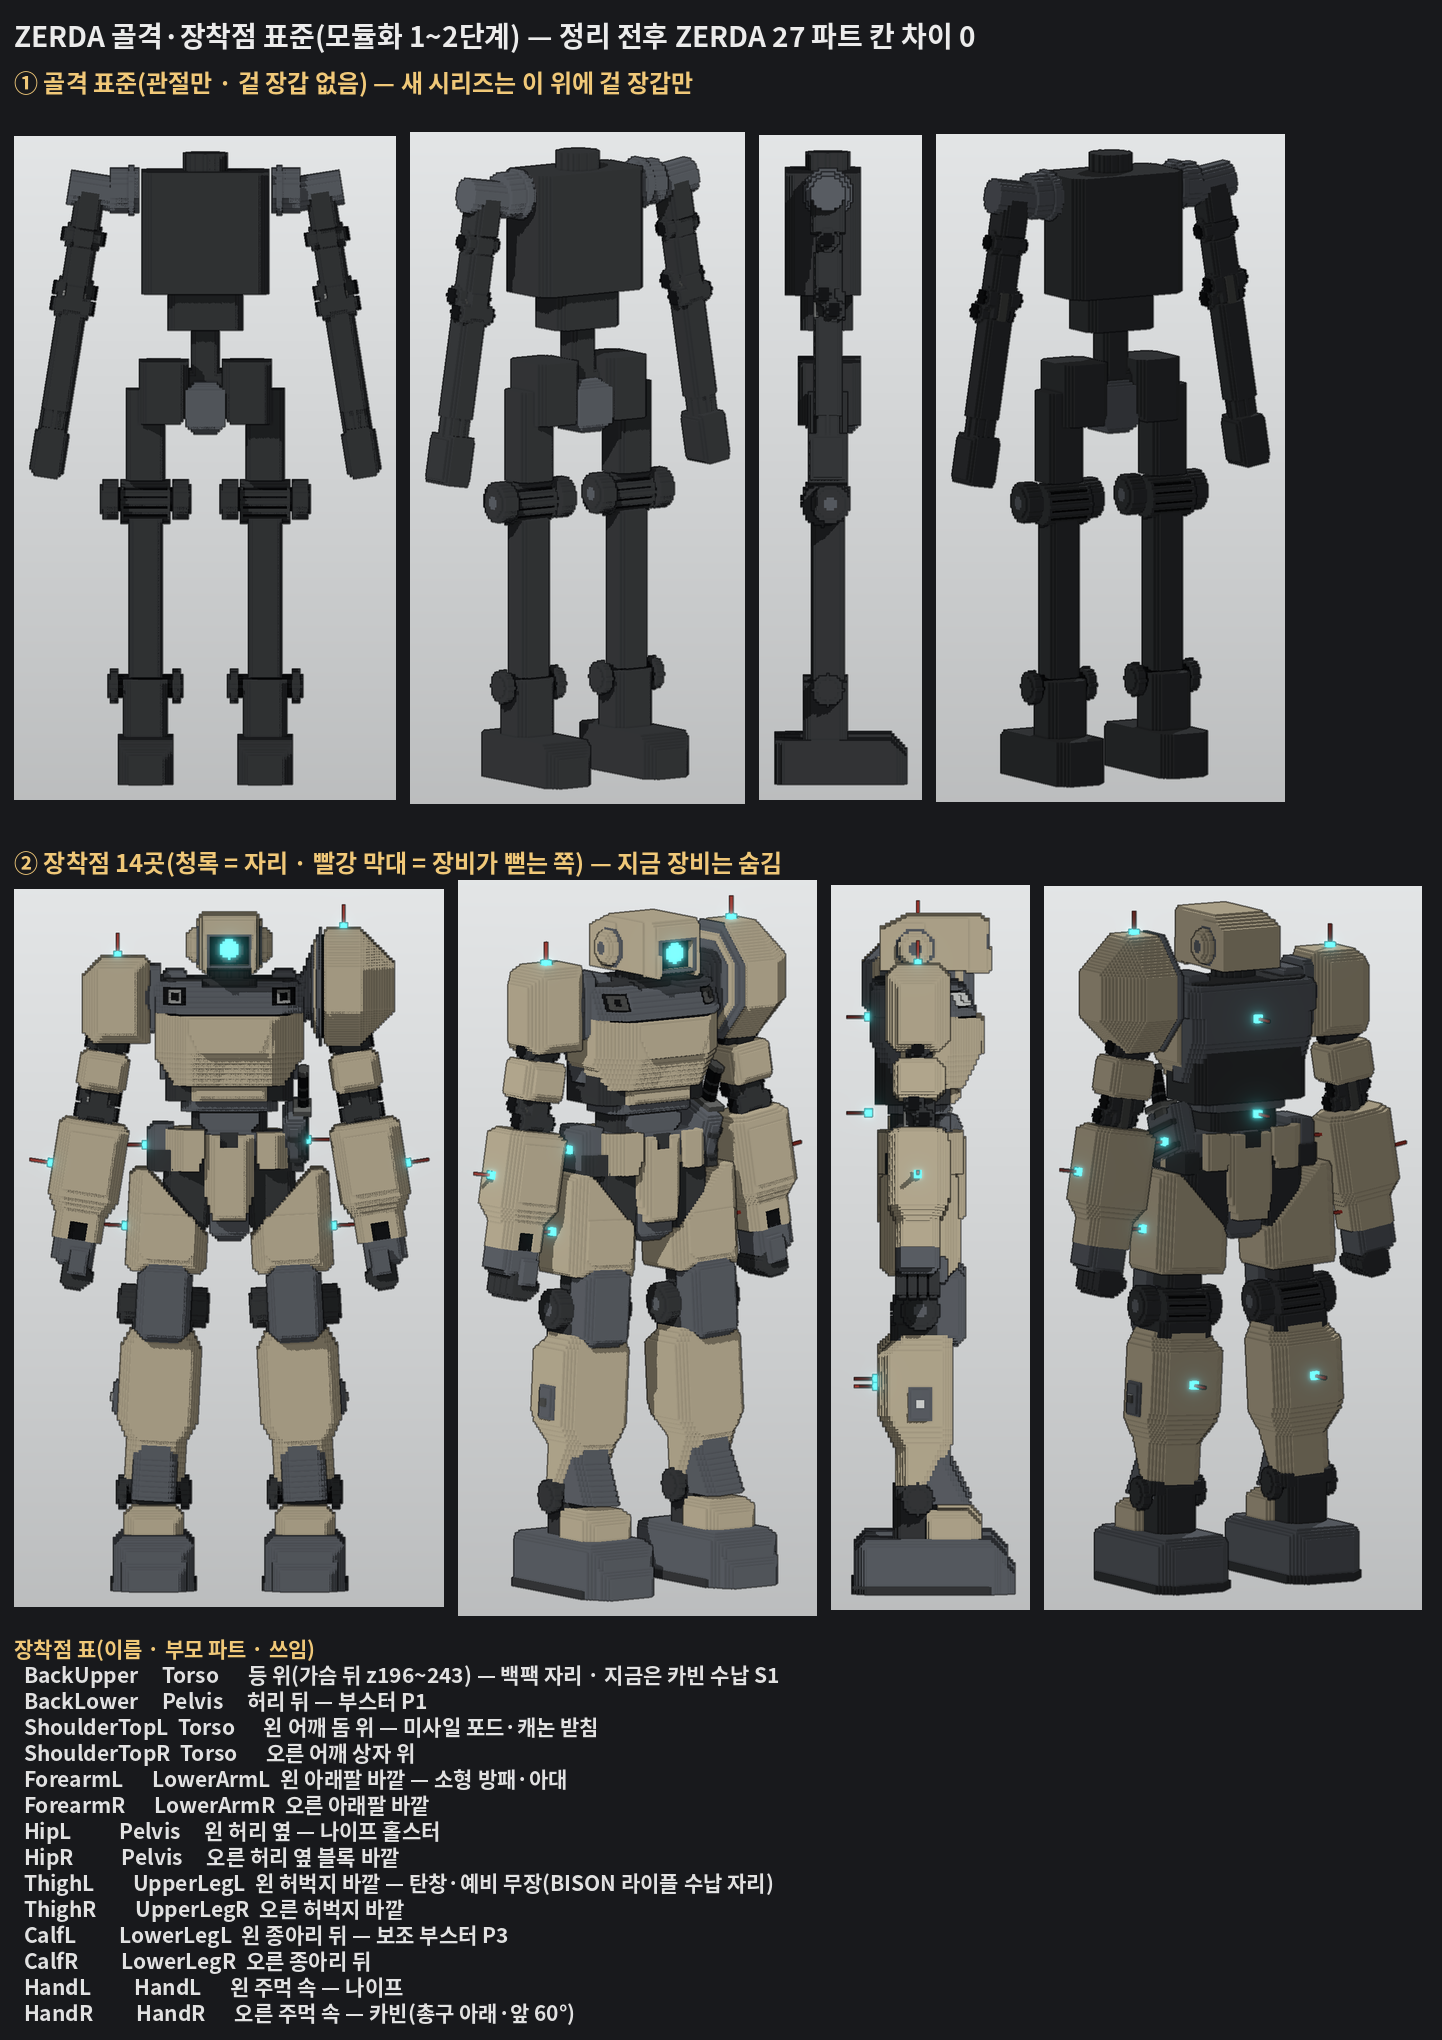 ZERDA 골격·장착점 표준(모듈화 1~2단계) — 정리 전후 ZERDA 27 파트 칸 차이 0
① 골격 표준(관절만 · 겉 장갑 없음) — 새 시리즈는 이 위에 겉 장갑만
② 장착점 14곳(청록 = 자리 · 빨강 막대 = 장비가 뻗는 쪽) — 지금 장비는 숨김
장착점 표(이름 · 부모 파트 · 쓰임)
BackUpper Torso 등 위(가슴 뒤 z196~243) — 백팩 자리 · 지금은 카빈 수납 S1
BackLower Pelvis 허리 뒤 — 부스터 P1
ShoulderTopL Torso 왼 어깨 돔 위 — 미사일 포드·캐논 받침
ShoulderTopR Torso 오른 어깨 상자 위
ForearmL LowerArmL 왼 아래팔 바깥 — 소형 방패·아대
ForearmR LowerArmR 오른 아래팔 바깥
HipL Pelvis 왼 허리 옆 — 나이프 홀스터
HipR Pelvis 오른 허리 옆 블록 바깥
ThighL UpperLegL 왼 허벅지 바깥 — 탄창·예비 무장(BISON 라이플 수납 자리)
ThighR UpperLegR 오른 허벅지 바깥
CalfL LowerLegL 왼 종아리 뒤 — 보조 부스터 P3
CalfR LowerLegR 오른 종아리 뒤
HandL HandL 왼 주먹 속 — 나이프
HandR HandR 오른 주먹 속 — 카빈(총구 아래·앞 60°)